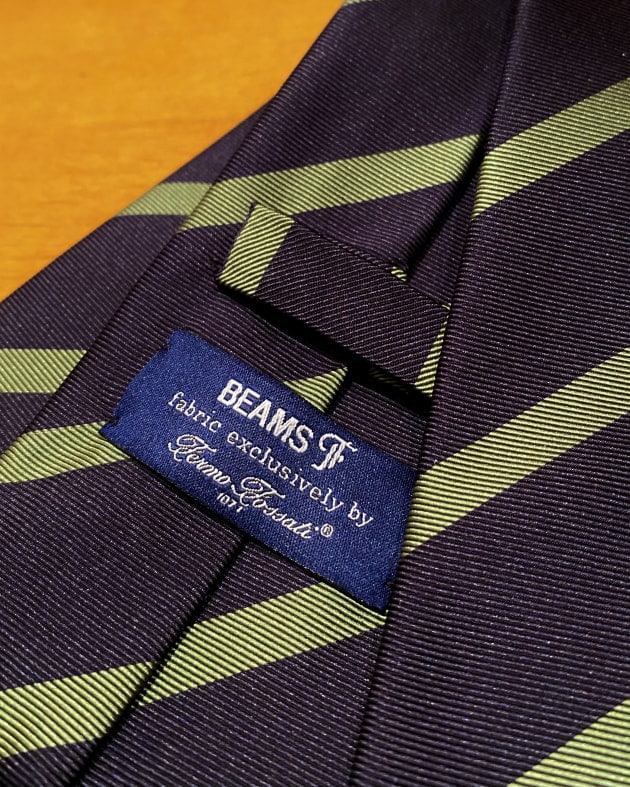 BEAMS F
fabric exclusively by
Fermo Fossati®
1871